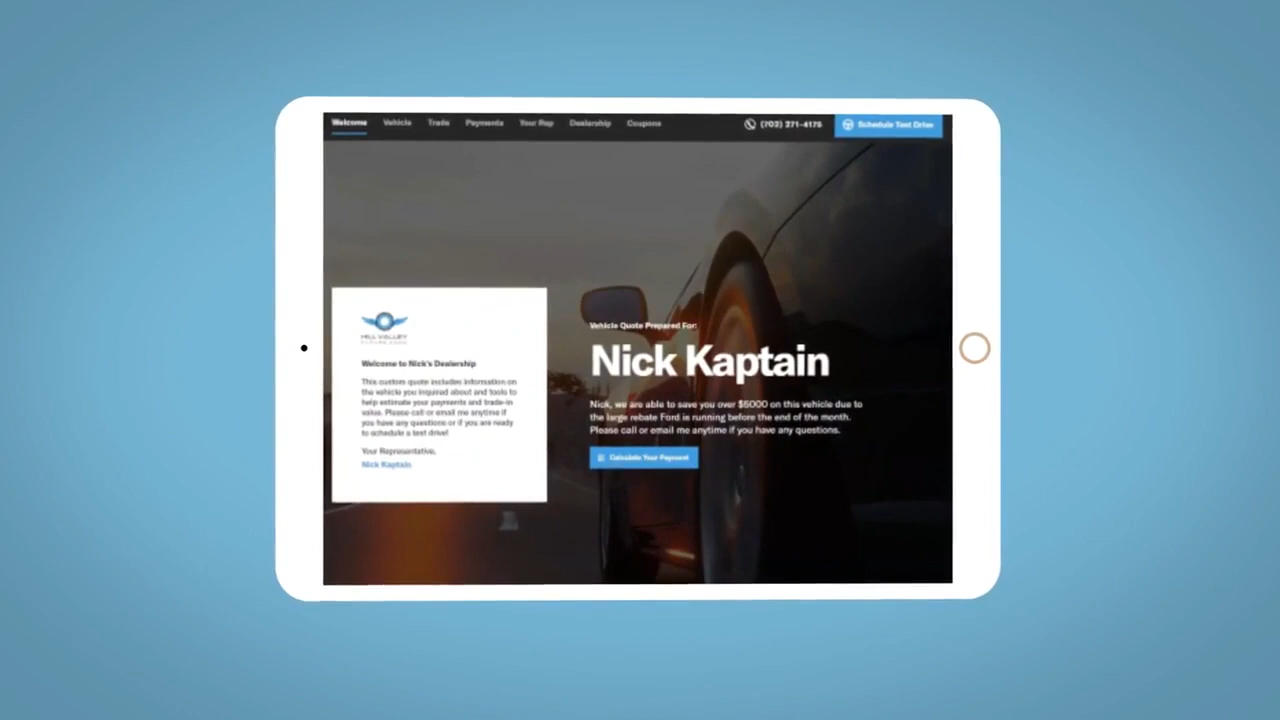 Welcome Vehicle Trade Payments Your Rep Dealership Coupons (702) 271-4175 Schedule Test Drive
HILL VALLEY
Welcome to Nick's Dealership
This custom quote includes information on
the vehicle you inquired about and tools to
help estimate your payments and trade-in
value. Please call or email me anytime if
you have any questions or if you are ready
to schedule a test drive!
Your Representative,
Nick Kaptain
Vehicle Quote Prepared For:
Nick Kaptain
Nick, we are able to save you over $5000 on this vehicle due to
the large rebate Ford is running before the end of the month.
Please call or email me anytime if you have any questions.
Calculate Your Payment